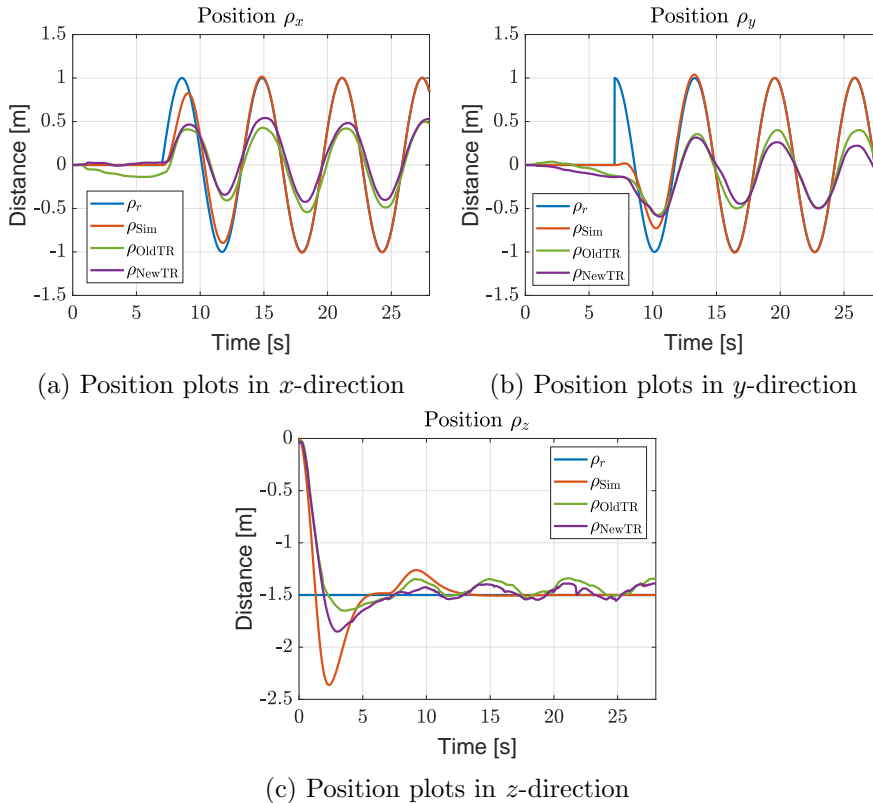 Position ρx
1.5
1
0.5
0
-0.5
-1
-1.5
Distance [m]
ρr
ρSim
ρOldTR
ρNewTR
0 5 10 15 20 25
Time [s]
(a) Position plots in x-direction
Position ρy
1.5
1
0.5
0
-0.5
-1
-1.5
Distance [m]
ρr
ρSim
ρOldTR
ρNewTR
0 5 10 15 20 25
Time [s]
(b) Position plots in y-direction
Position ρz
0
-0.5
-1
-1.5
-2
-2.5
Distance [m]
ρr
ρSim
ρOldTR
ρNewTR
0 5 10 15 20 25
Time [s]
(c) Position plots in z-direction